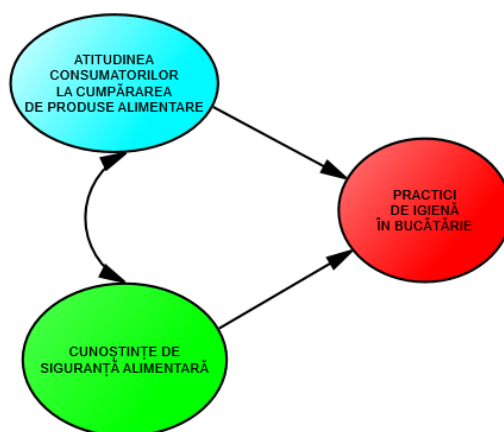 ATITUDINEA
CONSUMATORILOR
LA CUMPĂRAREA
DE PRODUSE ALIMENTARE
PRACTICI
DE IGIENĂ
ÎN BUCĂTĂRIE
CUNOȘTINȚE DE
SIGURANȚĂ ALIMENTARĂ